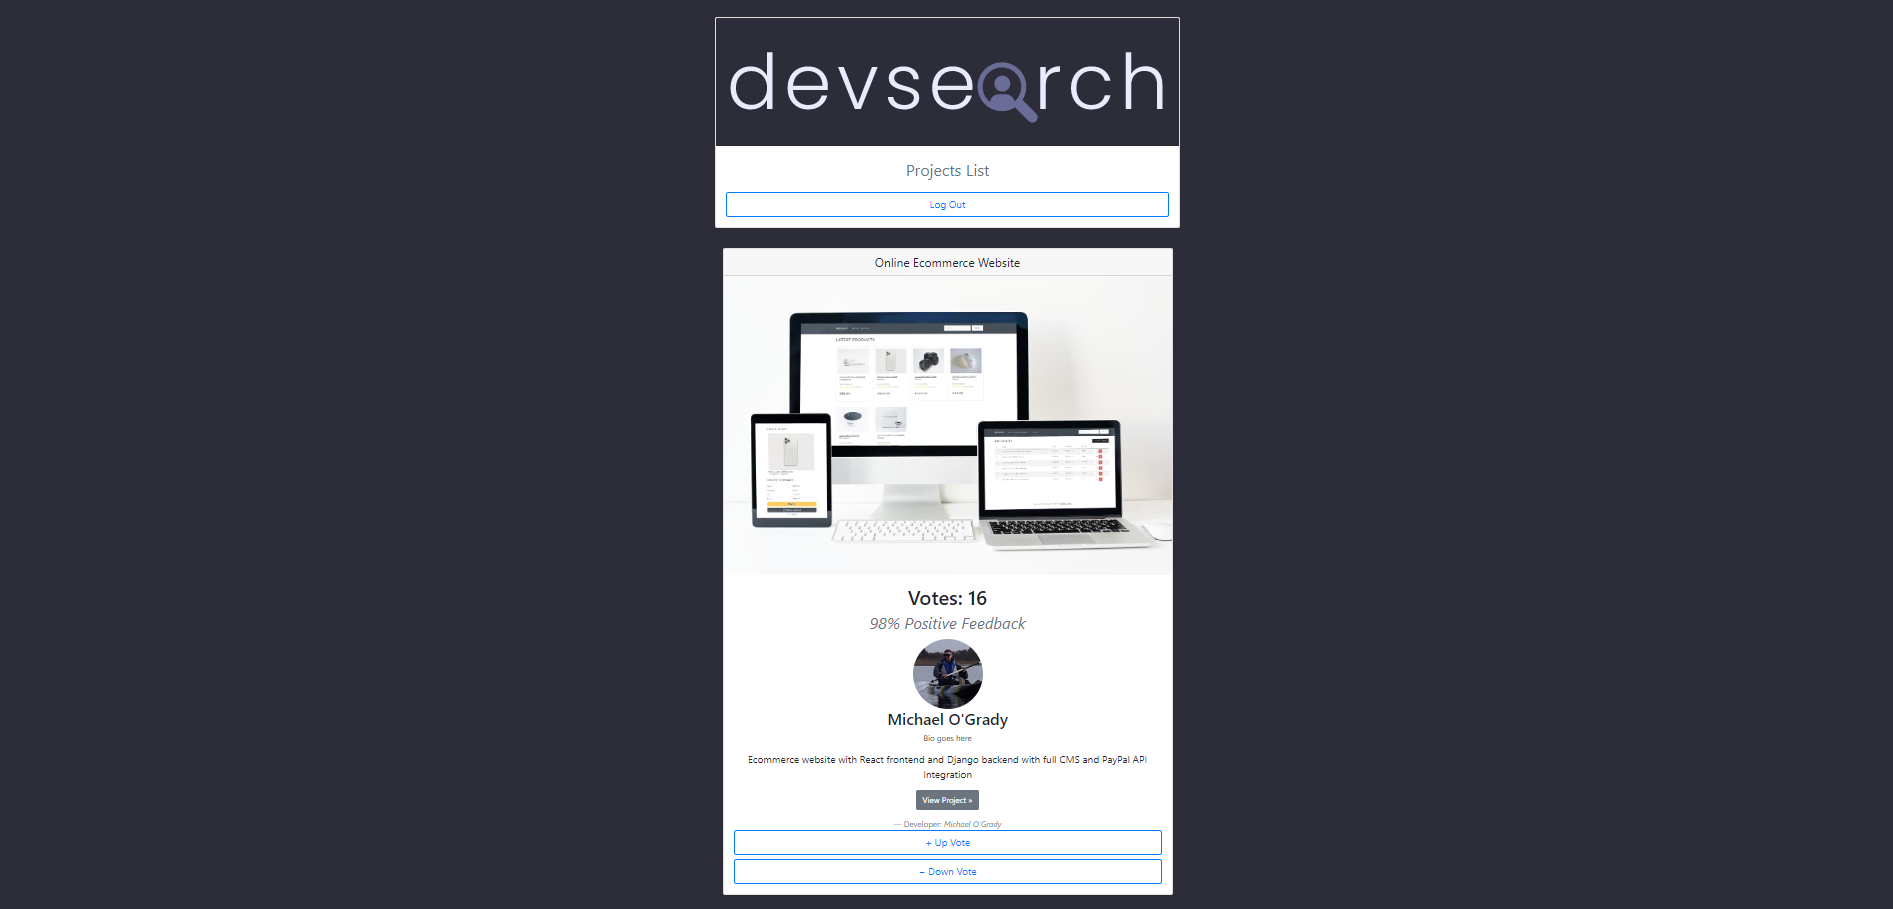 devsearch
Projects List
Log Out
Online Ecommerce Website
LATEST PRODUCTS
Votes: 16
98% Positive Feedback
Michael O'Grady
Bio goes here
Ecommerce website with React frontend and Django backend with full CMS and PayPal API
Integration
View Project »
— Developer: Michael O'Grady
+ Up Vote
− Down Vote